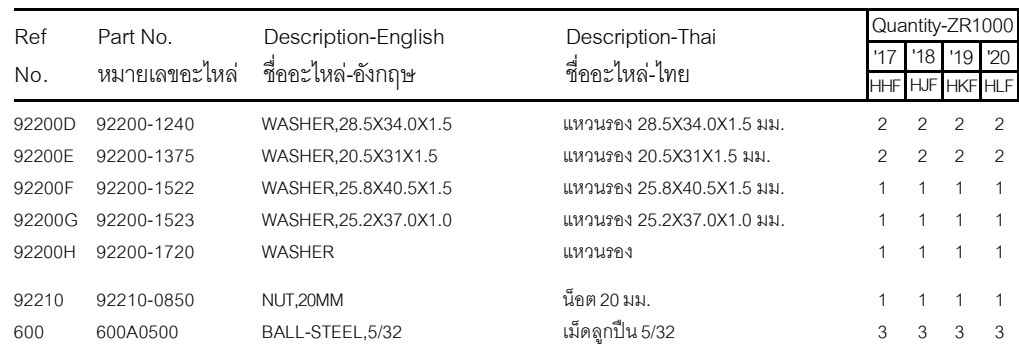 Ref Part No. Description-English Description-Thai Quantity-ZR1000
'17 '18 '19 '20
No. หมายเลขอะไหล่ ชื่ออะไหล่-อังกฤษ ชื่ออะไหล่-ไทย
HHF HJF HKF HLF
92200D 92200-1240 WASHER,28.5X34.0X1.5 แหวนรอง 28.5X34.0X1.5 มม. 2 2 2 2
92200E 92200-1375 WASHER,20.5X31X1.5 แหวนรอง 20.5X31X1.5 มม. 2 2 2 2
92200F 92200-1522 WASHER,25.8X40.5X1.5 แหวนรอง 25.8X40.5X1.5 มม. 1 1 1 1
92200G 92200-1523 WASHER,25.2X37.0X1.0 แหวนรอง 25.2X37.0X1.0 มม. 1 1 1 1
92200H 92200-1720 WASHER แหวนรอง 1 1 1 1
92210 92210-0850 NUT,20MM น็อต 20 มม. 1 1 1 1
600 600A0500 BALL-STEEL,5/32 เม็ดลูกปืน 5/32 3 3 3 3